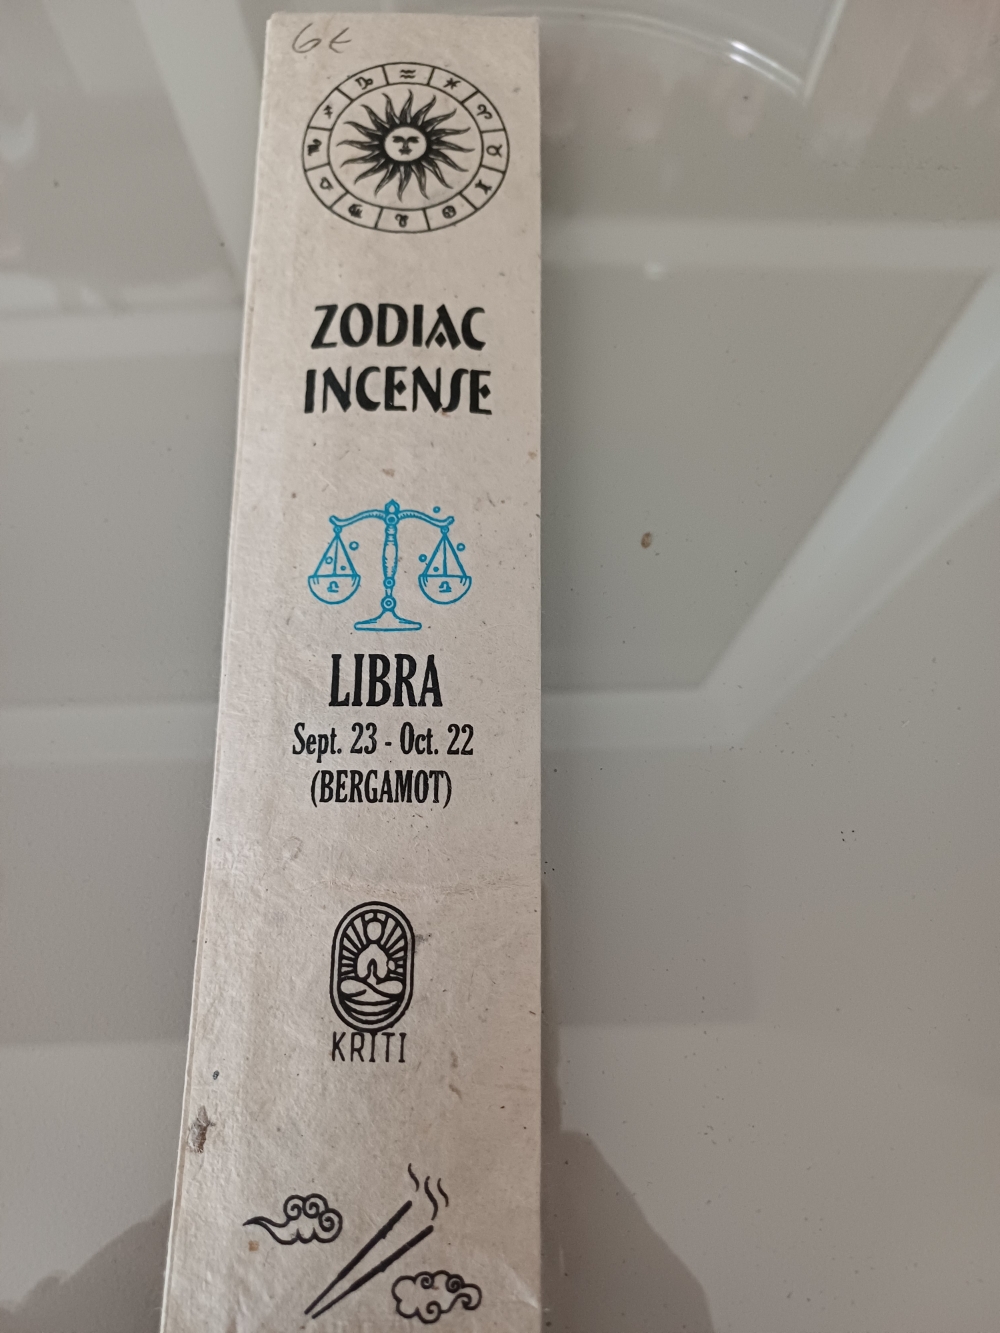 6€
ZODIAC
INCENSE
LIBRA
Sept. 23 - Oct. 22
(BERGAMOT)
KRITI